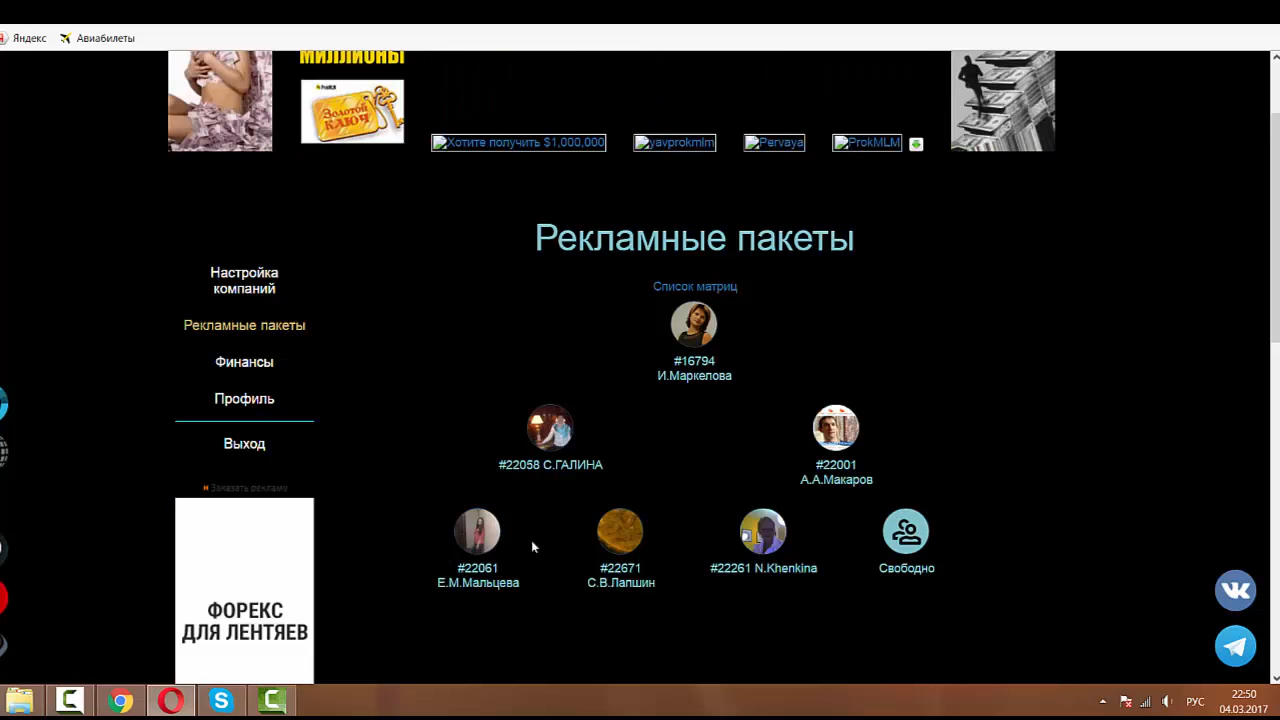 Яндекс
Авиабилеты
МИЛЛИОНЫ
ЗОЛОТОЙ
КЛЮЧ
Хотите получить $1,000,000
yavprokmlm
Pervaya
ProkMLM
Рекламные пакеты
Список матриц
Настройка
компаний
Рекламные пакеты
Финансы
Профиль
Выход
Заказать рекламу
ФОРЕКС
ДЛЯ ЛЕНТЯЕВ
#16794
И.Маркелова
#22058 С.ГАЛИНА
#22001
А.А.Макаров
#22061
Е.М.Мальцева
#22671
С.В.Лапшин
#22261 N.Khenkina
Свободно
РУС
22:50
04.03.2017